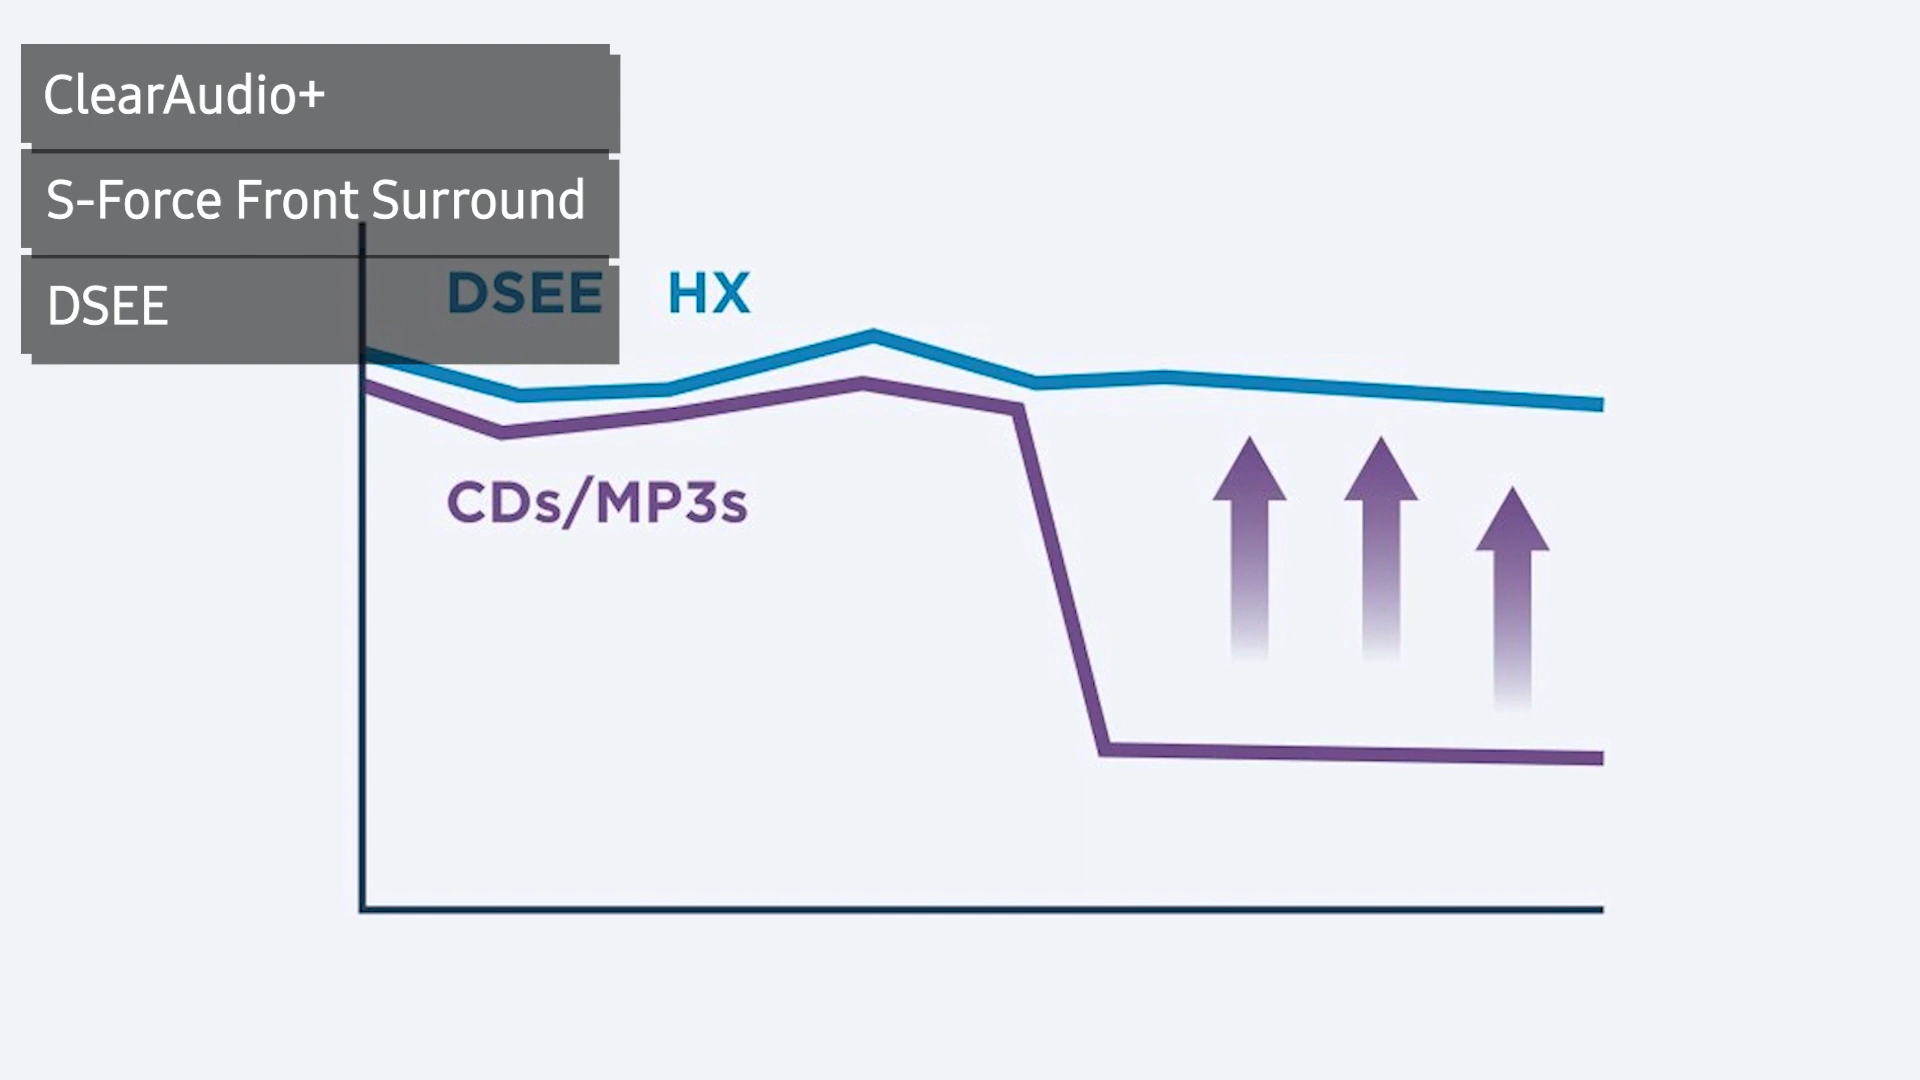 ClearAudio+
S-Force Front Surround
DSEE
DSEE HX
CDs/MP3s